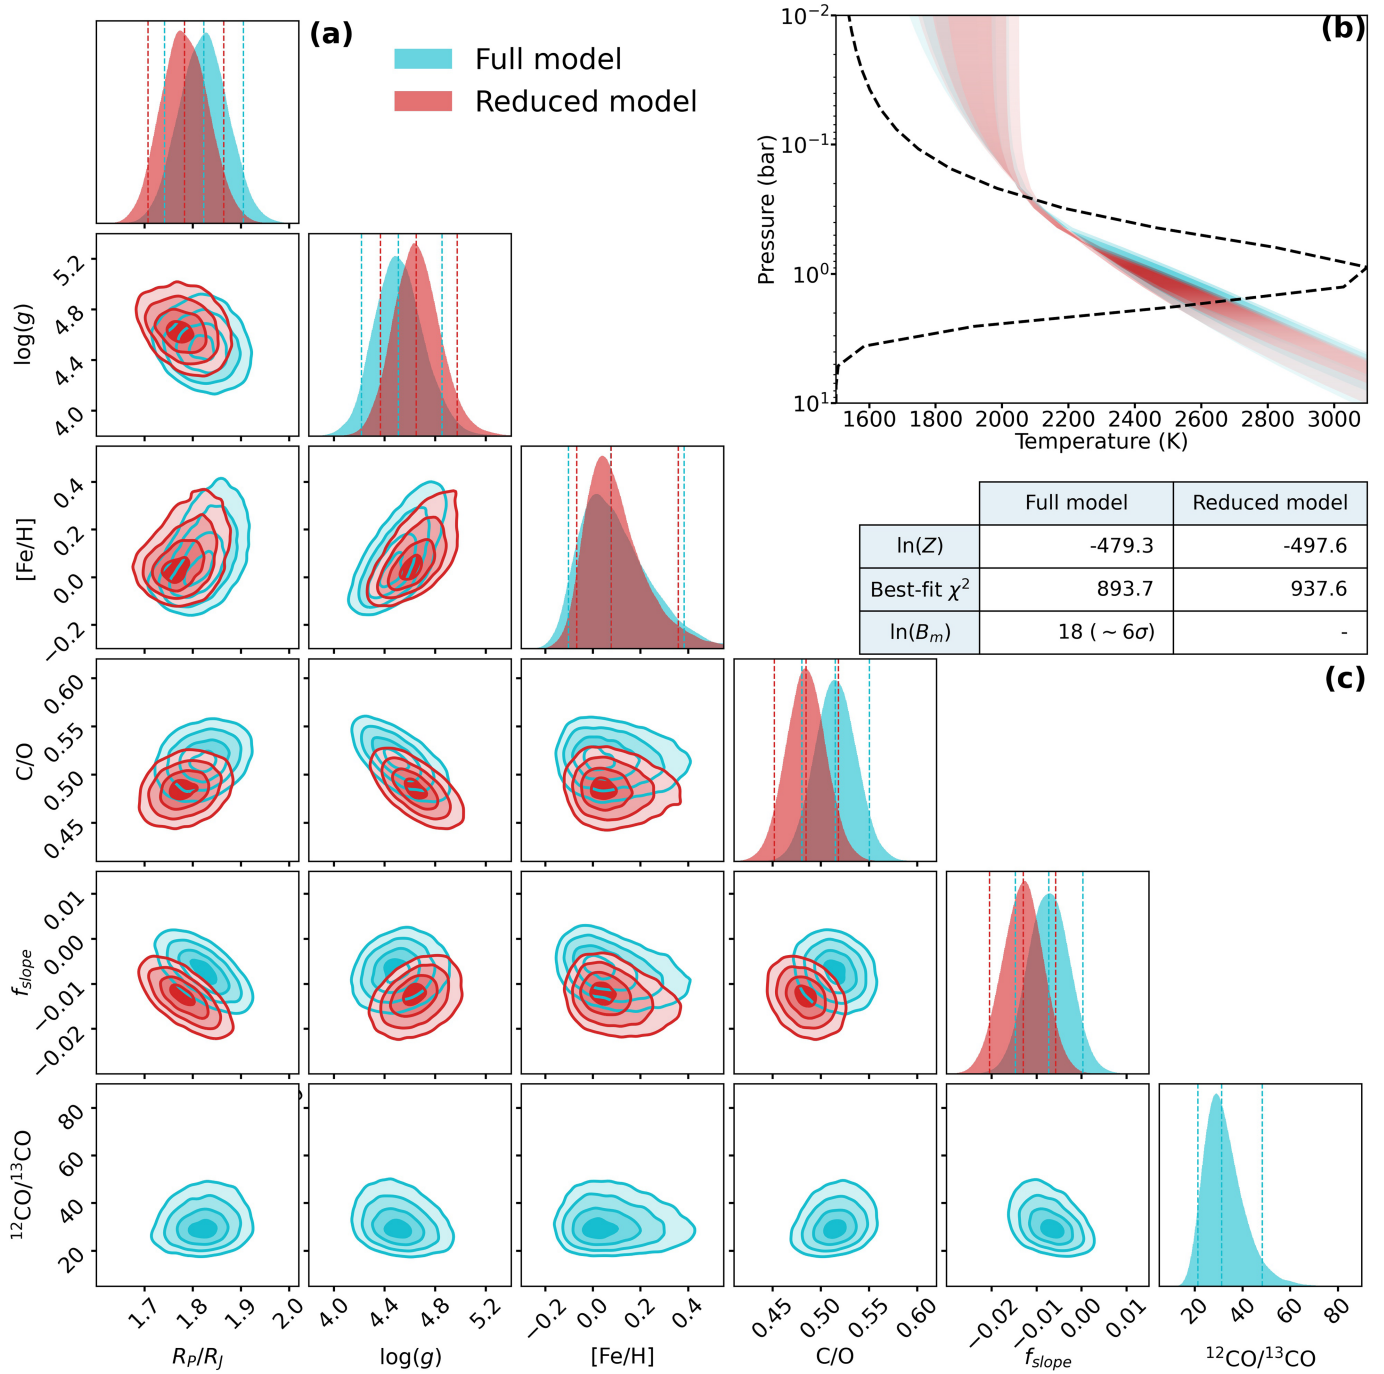 (a)
Full model
Reduced model
(b)
10⁻²
10⁻¹
10⁰
10¹
Pressure (bar)
1600 1800 2000 2200 2400 2600 2800 3000
Temperature (K)
Full model Reduced model
ln(Z) -479.3 -497.6
Best-fit χ² 893.7 937.6
ln(Bₘ) 18 (∼6σ) -
(c)
log(g)
5.2
4.8
4.4
4.0
[Fe/H]
0.4
0.2
0.0
−0.2
C/O
0.60
0.55
0.50
0.45
f_slope
0.01
0.00
−0.01
−0.02
¹²CO/¹³CO
80
60
40
20
1.7 1.8 1.9 2.0
4.0 4.4 4.8 5.2
−0.2 0.0 0.2 0.4
0.45 0.50 0.55 0.60
−0.02 −0.01 0.00 0.01
20 40 60 80
R_P/R_J
log(g)
[Fe/H]
C/O
f_slope
¹²CO/¹³CO